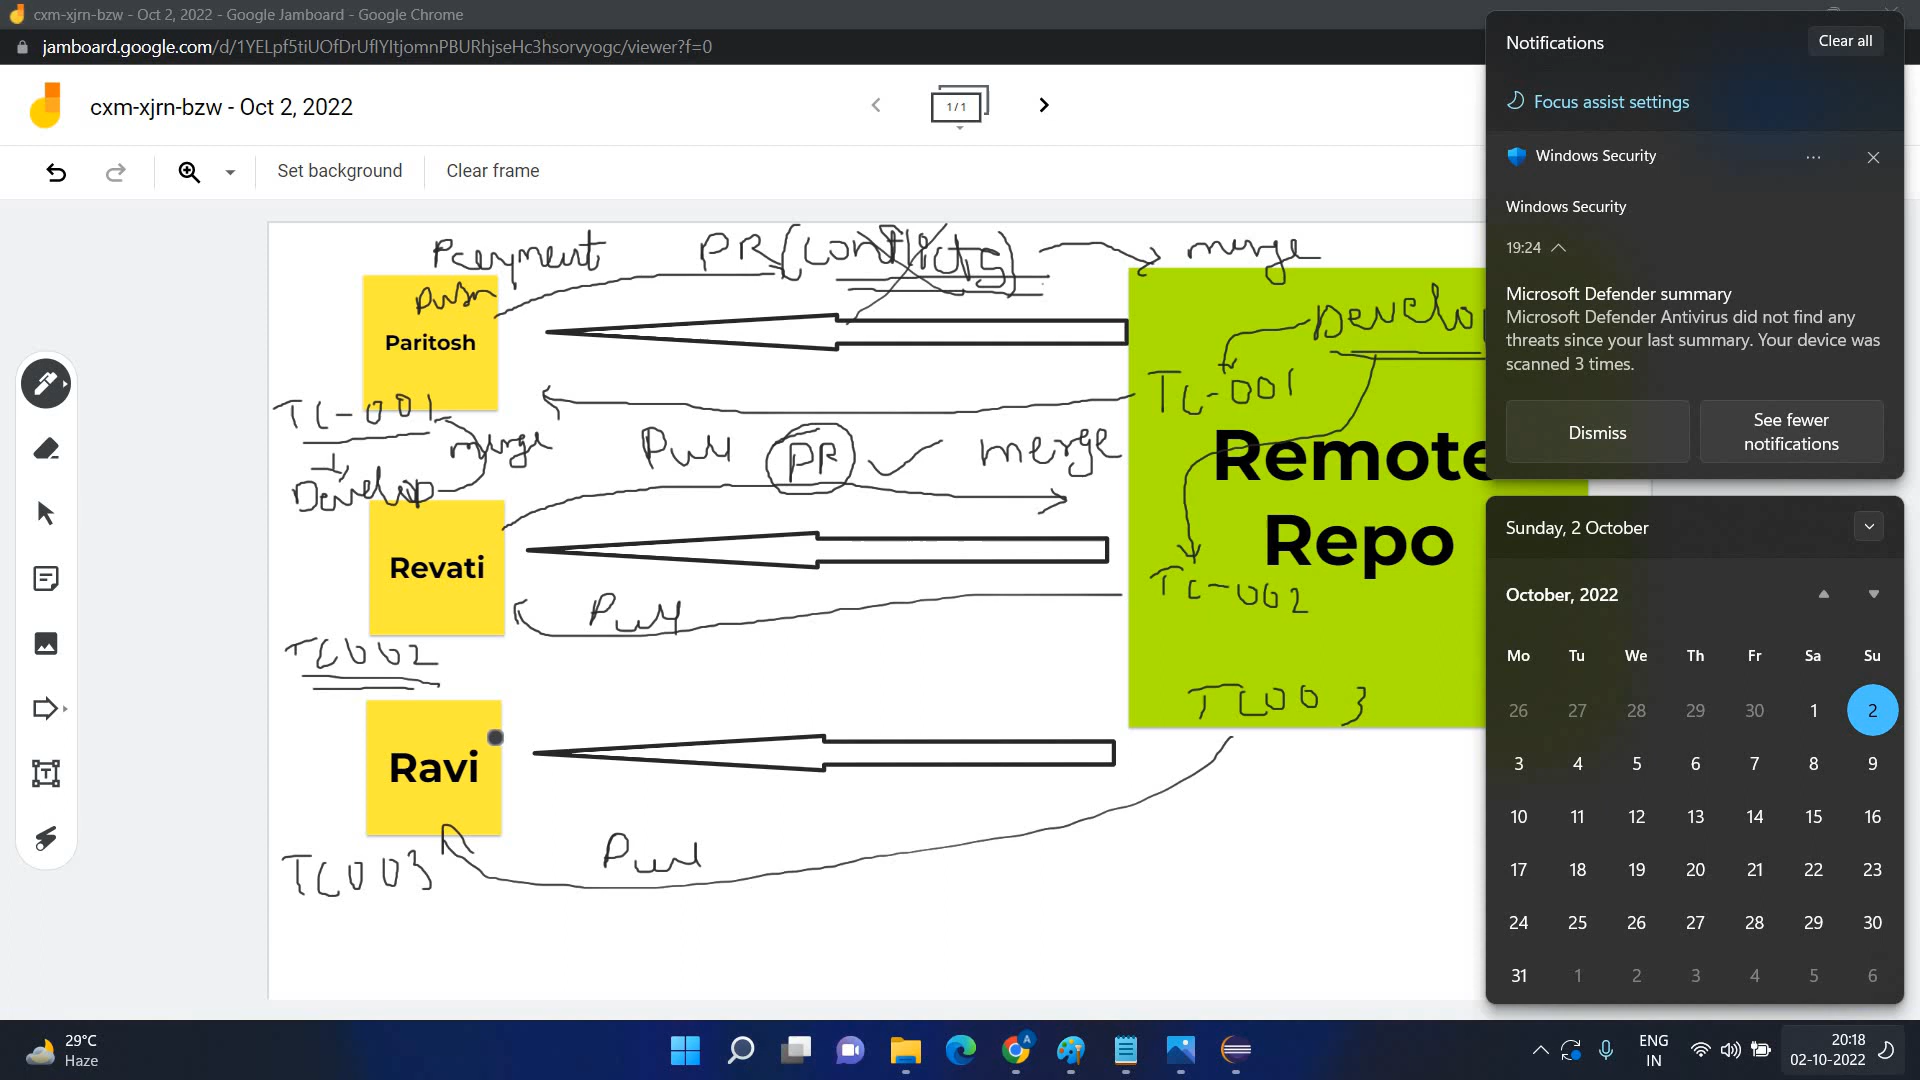 cxm-xjrn-bzw - Oct 2, 2022 - Google Jamboard - Google Chrome
jamboard.google.com/d/1YELpf5tiUOfDrUflYItjomnPBURhjseHc3hsorvyogc/viewer?f=0
cxm-xjrn-bzw - Oct 2, 2022
1 / 1
Set background
Clear frame
Payment PR (Conflicts) merge
Push
Paritosh
Develop
TC-001
TC-001
merge
Develop
Pull PR merge
Remote
Repo
Revati
TC-002
Pull
TC002
TC003
Ravi
Pull
TC003
Notifications
Clear all
Focus assist settings
Windows Security
Windows Security
19:24
Microsoft Defender summary
Microsoft Defender Antivirus did not find any
threats since your last summary. Your device was
scanned 3 times.
Dismiss
See fewer
notifications
Sunday, 2 October
October, 2022
Mo Tu We Th Fr Sa Su
26 27 28 29 30 1 2
3 4 5 6 7 8 9
10 11 12 13 14 15 16
17 18 19 20 21 22 23
24 25 26 27 28 29 30
31 1 2 3 4 5 6
29°C
Haze
A
ENG
IN
20:18
02-10-2022